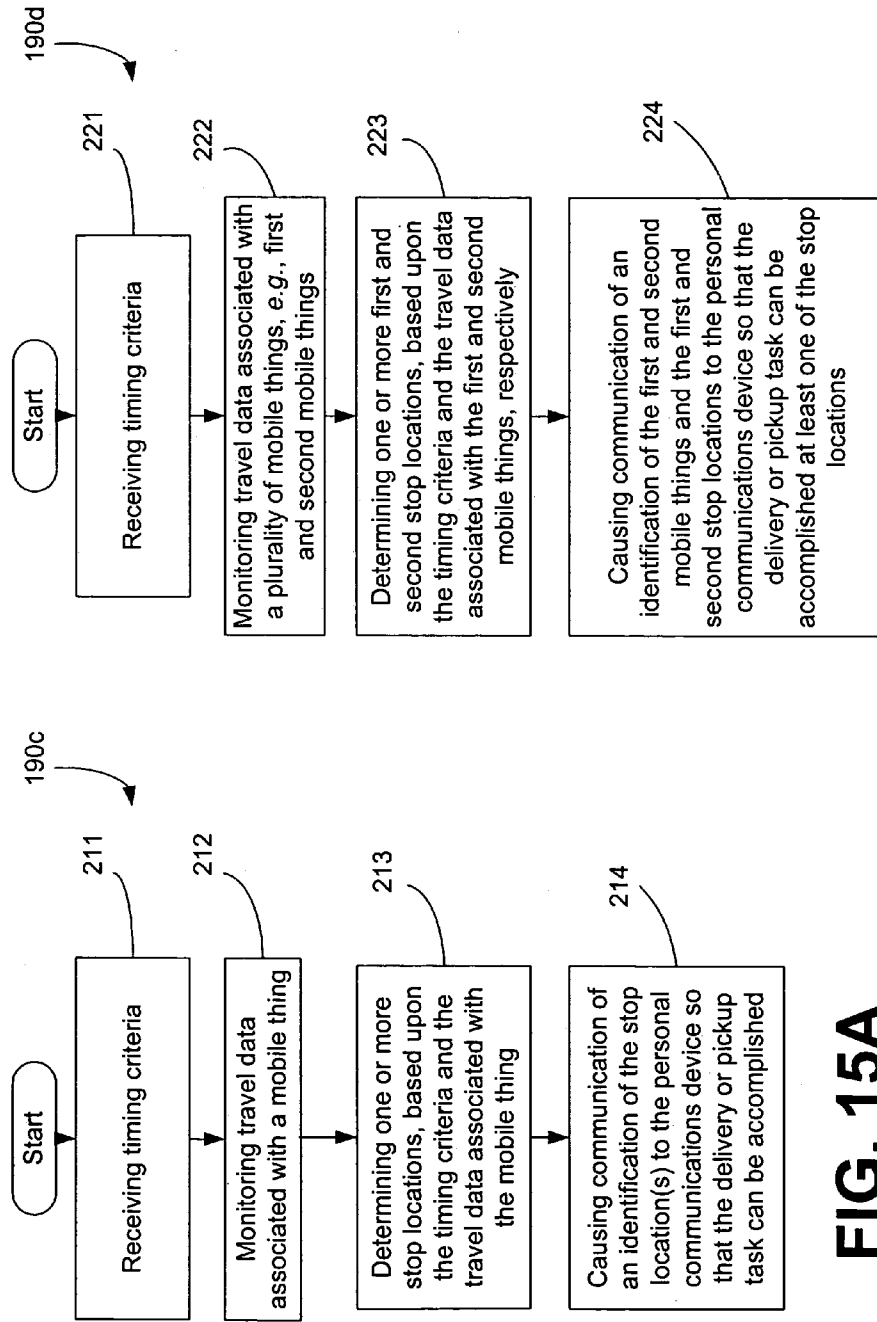 190c
Start
211
Receiving timing criteria
212
Monitoring travel data
associated with a mobile thing
213
Determining one or more
stop locations, based upon
the timing criteria and the
travel data associated with
the mobile thing
214
Causing communication of
an identification of the stop
location(s) to the personal
communications device so
that the delivery or pickup
task can be accomplished
190d
Start
221
Receiving timing criteria
222
Monitoring travel data associated with
a plurality of mobile things, e.g., first
and second mobile things
223
Determining one or more first and
second stop locations, based upon
the timing criteria and the travel data
associated with the first and second
mobile things, respectively
224
Causing communication of an
identification of the first and second
mobile things and the first and
second stop locations to the personal
communications device so that the
delivery or pickup task can be
accomplished at least one of the stop
locations
FIG. 15A